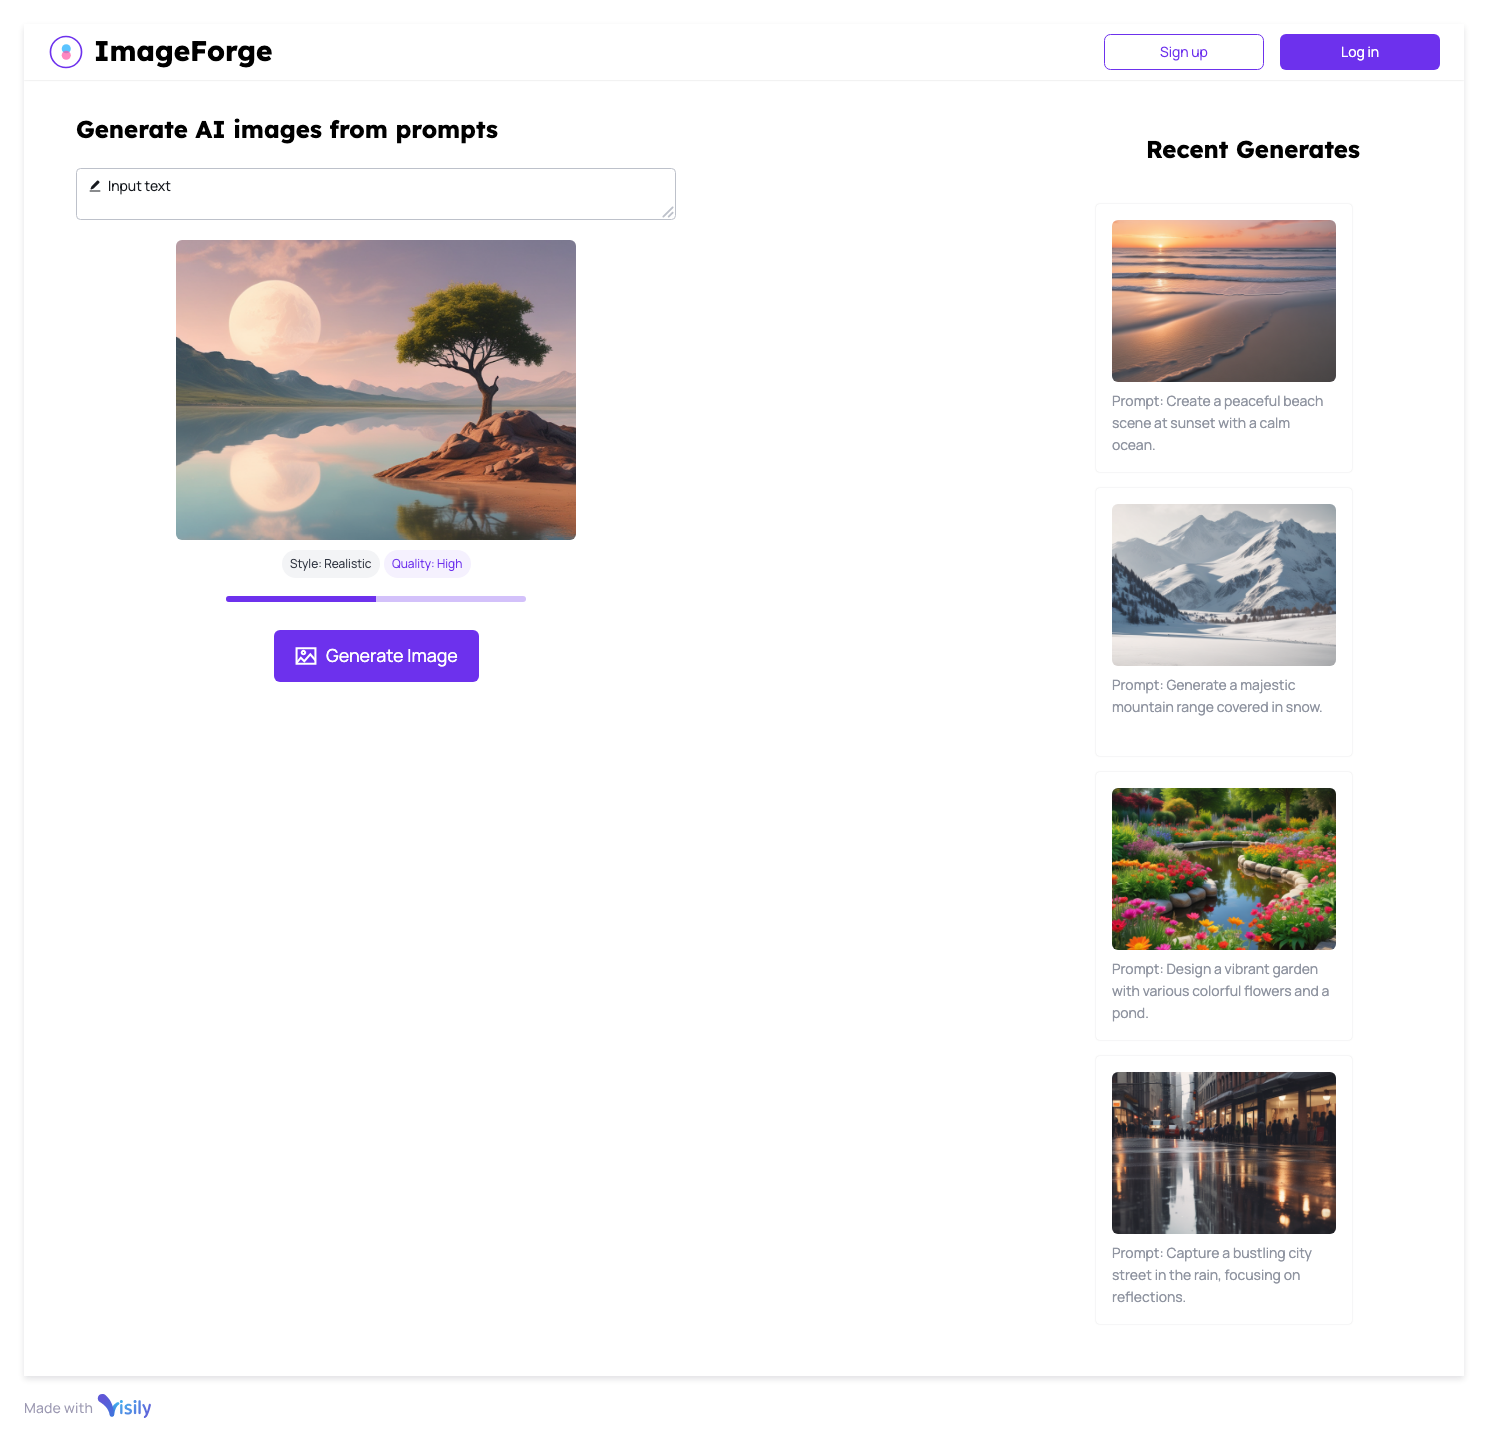 ImageForge
Sign up
Log in
Generate AI images from prompts
Input text
Style: Realistic
Quality: High
Generate Image
Recent Generates
Prompt: Create a peaceful beach
scene at sunset with a calm
ocean.
Prompt: Generate a majestic
mountain range covered in snow.
Prompt: Design a vibrant garden
with various colorful flowers and a
pond.
Prompt: Capture a bustling city
street in the rain, focusing on
reflections.
Made with Visily